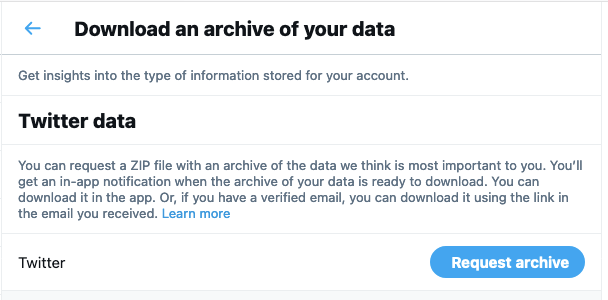 Download an archive of your data
Get insights into the type of information stored for your account.
Twitter data
You can request a ZIP file with an archive of the data we think is most important to you. You’ll
get an in-app notification when the archive of your data is ready to download. You can
download it in the app. Or, if you have a verified email, you can download it using the link in
the email you received. Learn more
Twitter
Request archive